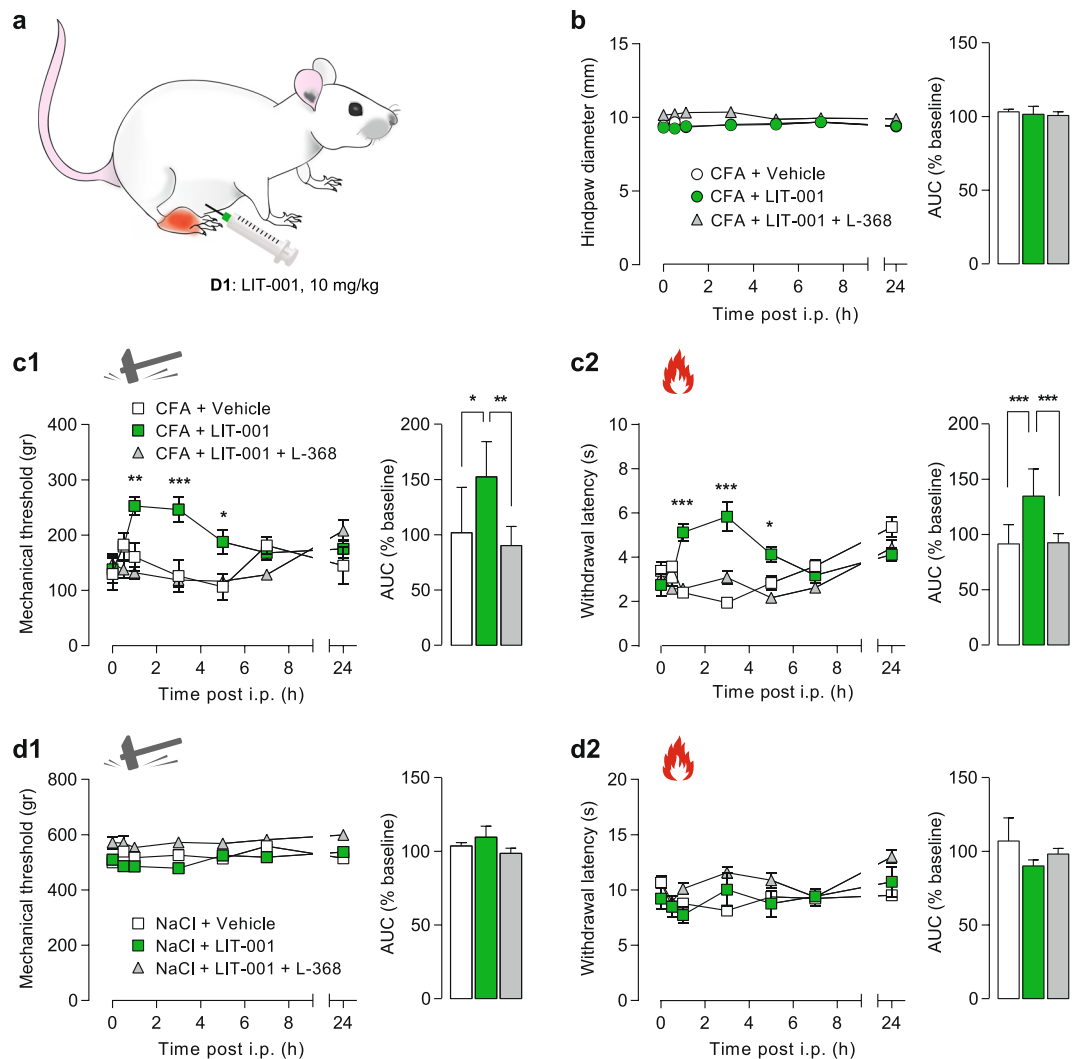 a
D1: LIT-001, 10 mg/kg
b
Hindpaw diameter (mm)
15
10
5
0
CFA + Vehicle
CFA + LIT-001
CFA + LIT-001 + L-368
0 2 4 6 8 24
Time post i.p. (h)
AUC (% baseline)
150
100
50
0
c1
Mechanical threshold (gr)
400
300
200
100
0
CFA + Vehicle
CFA + LIT-001
CFA + LIT-001 + L-368
** *** *
0 2 4 6 8 24
Time post i.p. (h)
AUC (% baseline)
200
150
100
50
0
* **
c2
Withdrawal latency (s)
10
8
6
4
2
0
*** *** *
0 2 4 6 8 24
Time post i.p. (h)
AUC (% baseline)
200
150
100
50
0
*** ***
d1
Mechanical threshold (gr)
800
600
400
200
0
NaCl + Vehicle
NaCl + LIT-001
NaCl + LIT-001 + L-368
0 2 4 6 8 24
Time post i.p. (h)
AUC (% baseline)
150
100
50
0
d2
Withdrawal latency (s)
20
15
10
5
0
0 2 4 6 8 24
Time post i.p. (h)
AUC (% baseline)
150
100
50
0